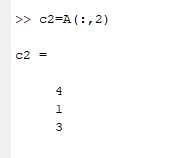 >> c2=A(:,2)
c2 =
4
1
3